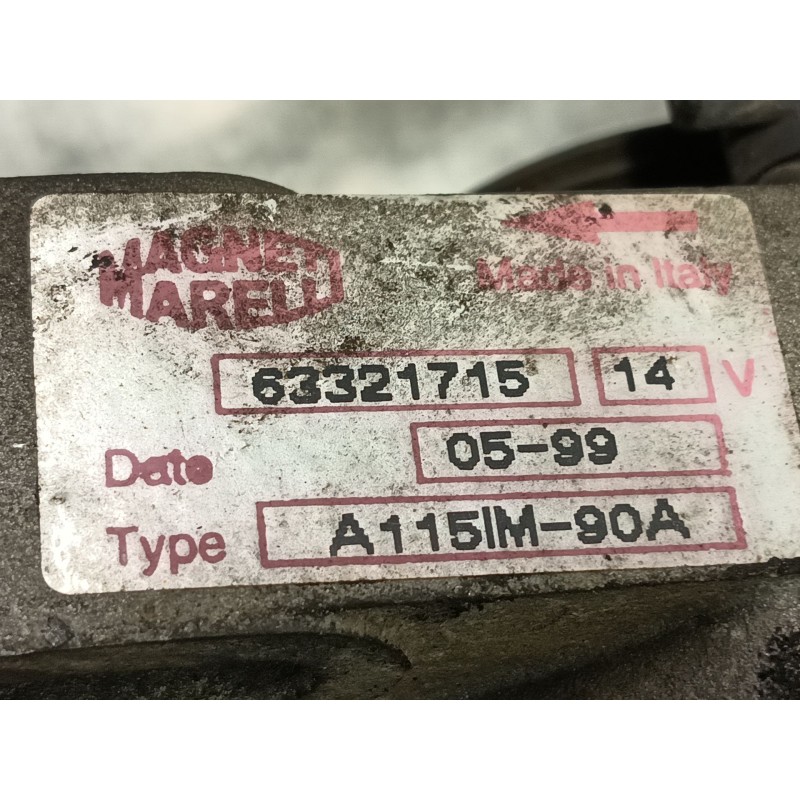 MAGNETI
MARELLI
Made in Italy
63321715 14 V
Date 05-99
Type A115IM-90A